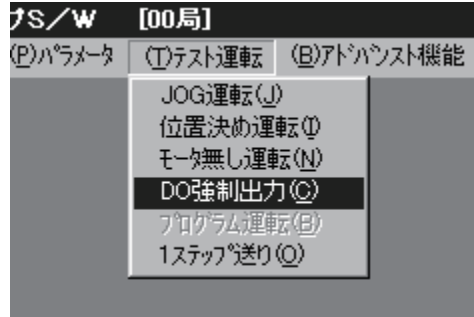 S/W [00局]
(P)パラメータ (T)テスト運転 (B)アドバンスト機能
JOG運転(J)
位置決め運転(I)
モータ無し運転(N)
DO強制出力(C)
プログラム運転(B)
1ステップ送り(O)